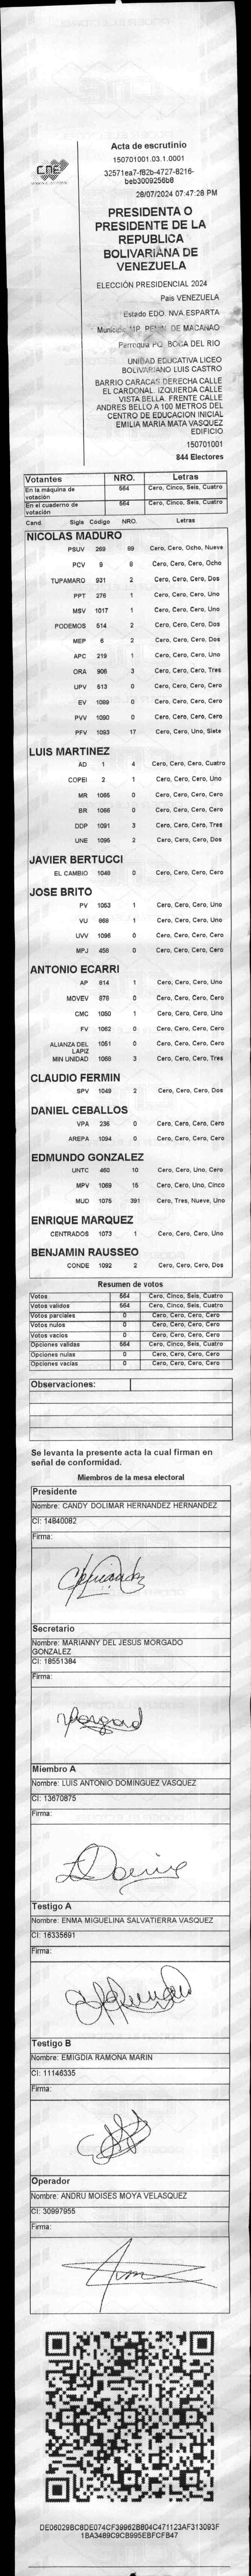 CNE
Acta de escrutinio
150701001.03.1.0001
32571ea7-f82b-4727-8216-
beb3009256b8
28/07/2024 07:47:28 PM
PRESIDENTA O
PRESIDENTE DE LA
REPUBLICA
BOLIVARIANA DE
VENEZUELA
ELECCIÓN PRESIDENCIAL 2024
Pais VENEZUELA
Estado EDO. NVA ESPARTA
Municipio MP. PENIN. DE MACANAO
Parroquia PQ. BOCA DEL RIO
UNIDAD EDUCATIVA LICEO
BOLIVARIANO LUIS CASTRO
BARRIO CARACAS DERECHA CALLE
EL CARDONAL. IZQUIERDA CALLE
VISTA BELLA. FRENTE CALLE
ANDRES BELLO A 100 METROS DEL
CENTRO DE EDUCACION INICIAL
EMILIA MARIA MATA VASQUEZ
EDIFICIO
150701001
844 Electores
Votantes NRO. Letras
En la máquina de votación 564 Cero, Cinco, Seis, Cuatro
En el cuaderno de votación 564 Cero, Cinco, Seis, Cuatro
Cand. Sigla Código NRO. Letras
NICOLAS MADURO
PSUV 269 89 Cero, Cero, Ocho, Nueve
PCV 9 8 Cero, Cero, Cero, Ocho
TUPAMARO 931 2 Cero, Cero, Cero, Dos
PPT 276 1 Cero, Cero, Cero, Uno
MSV 1017 1 Cero, Cero, Cero, Uno
PODEMOS 514 2 Cero, Cero, Cero, Dos
MEP 6 2 Cero, Cero, Cero, Dos
APC 219 1 Cero, Cero, Cero, Uno
ORA 906 3 Cero, Cero, Cero, Tres
UPV 613 0 Cero, Cero, Cero, Cero
EV 1089 0 Cero, Cero, Cero, Cero
PVV 1090 0 Cero, Cero, Cero, Cero
PFV 1093 17 Cero, Cero, Uno, Siete
LUIS MARTINEZ
AD 1 4 Cero, Cero, Cero, Cuatro
COPEI 2 1 Cero, Cero, Cero, Uno
MR 1065 0 Cero, Cero, Cero, Cero
BR 1066 0 Cero, Cero, Cero, Cero
DDP 1091 3 Cero, Cero, Cero, Tres
UNE 1095 2 Cero, Cero, Cero, Dos
JAVIER BERTUCCI
EL CAMBIO 1048 0 Cero, Cero, Cero, Cero
JOSE BRITO
PV 1053 1 Cero, Cero, Cero, Uno
VU 868 1 Cero, Cero, Cero, Uno
UVV 1096 0 Cero, Cero, Cero, Cero
MPJ 458 0 Cero, Cero, Cero, Cero
ANTONIO ECARRI
AP 814 1 Cero, Cero, Cero, Uno
MOVEV 878 0 Cero, Cero, Cero, Cero
CMC 1050 1 Cero, Cero, Cero, Uno
FV 1052 0 Cero, Cero, Cero, Cero
ALIANZA DEL LAPIZ 1051 0 Cero, Cero, Cero, Cero
MIN UNIDAD 1068 3 Cero, Cero, Cero, Tres
CLAUDIO FERMIN
SPV 1049 2 Cero, Cero, Cero, Dos
DANIEL CEBALLOS
VPA 236 0 Cero, Cero, Cero, Cero
AREPA 1094 0 Cero, Cero, Cero, Cero
EDMUNDO GONZALEZ
UNTC 460 10 Cero, Cero, Uno, Cero
MPV 1069 15 Cero, Cero, Uno, Cinco
MUD 1075 391 Cero, Tres, Nueve, Uno
ENRIQUE MARQUEZ
CENTRADOS 1073 1 Cero, Cero, Cero, Uno
BENJAMIN RAUSSEO
CONDE 1092 2 Cero, Cero, Cero, Dos
Resumen de votos
Votos 564 Cero, Cinco, Seis, Cuatro
Votos validos 564 Cero, Cinco, Seis, Cuatro
Votos parciales 0 Cero, Cero, Cero, Cero
Votos nulos 0 Cero, Cero, Cero, Cero
Votos vacios 0 Cero, Cero, Cero, Cero
Opciones validas 564 Cero, Cinco, Seis, Cuatro
Opciones nulas 0 Cero, Cero, Cero, Cero
Opciones vacias 0 Cero, Cero, Cero, Cero
Observaciones:
Se levanta la presente acta la cual firman en
señal de conformidad.
Miembros de la mesa electoral
Presidente
Nombre: CANDY DOLIMAR HERNANDEZ HERNANDEZ
CI: 14840082
Firma:
Secretario
Nombre: MARIANNY DEL JESUS MORGADO
GONZALEZ
CI: 18551384
Firma:
Morgado
Miembro A
Nombre: LUIS ANTONIO DOMINGUEZ VASQUEZ
CI: 13670875
Firma:
Testigo A
Nombre: ENMA MIGUELINA SALVATIERRA VASQUEZ
CI: 16335691
Firma:
Testigo B
Nombre: EMIGDIA RAMONA MARIN
CI: 11146335
Firma:
Operador
Nombre: ANDRU MOISES MOYA VELASQUEZ
CI: 30997955
Firma:
DE06029BC6DE074CF39982B804C471123AF313093F
1BA3489C9CB995EBFCFB47